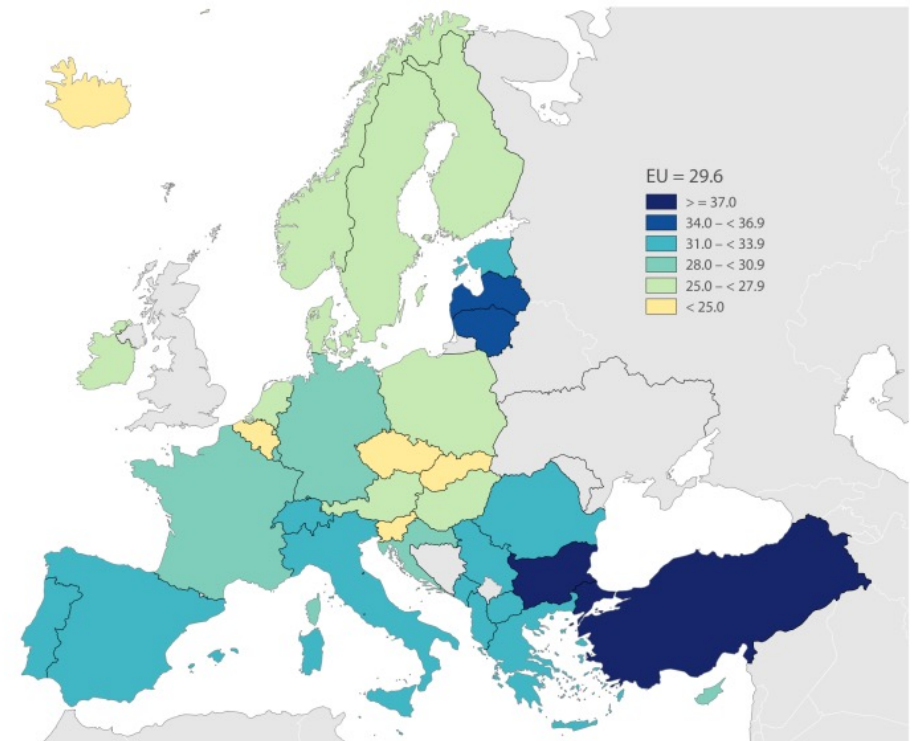 EU = 29.6
> = 37.0
34.0 – < 36.9
31.0 – < 33.9
28.0 – < 30.9
25.0 – < 27.9
< 25.0